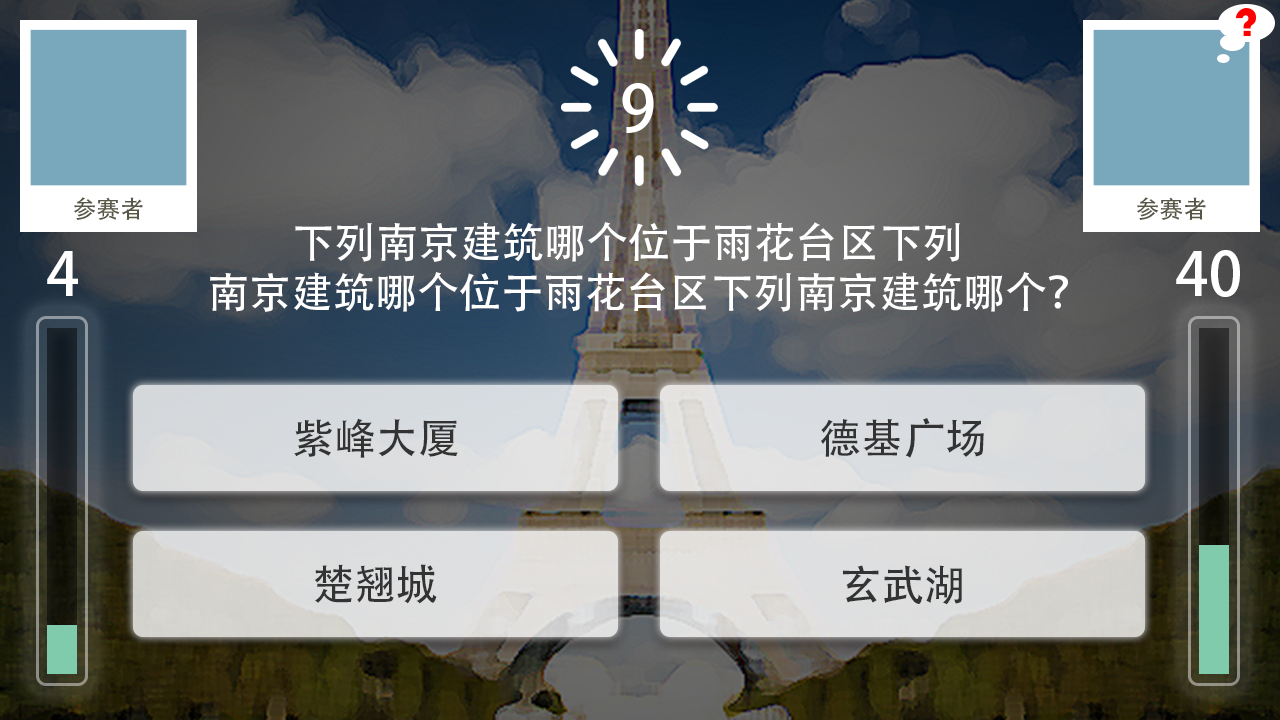 ?
9
参赛者
参赛者
4
40
下列南京建筑哪个位于雨花台区下列
南京建筑哪个位于雨花台区下列南京建筑哪个?
紫峰大厦
德基广场
楚翘城
玄武湖